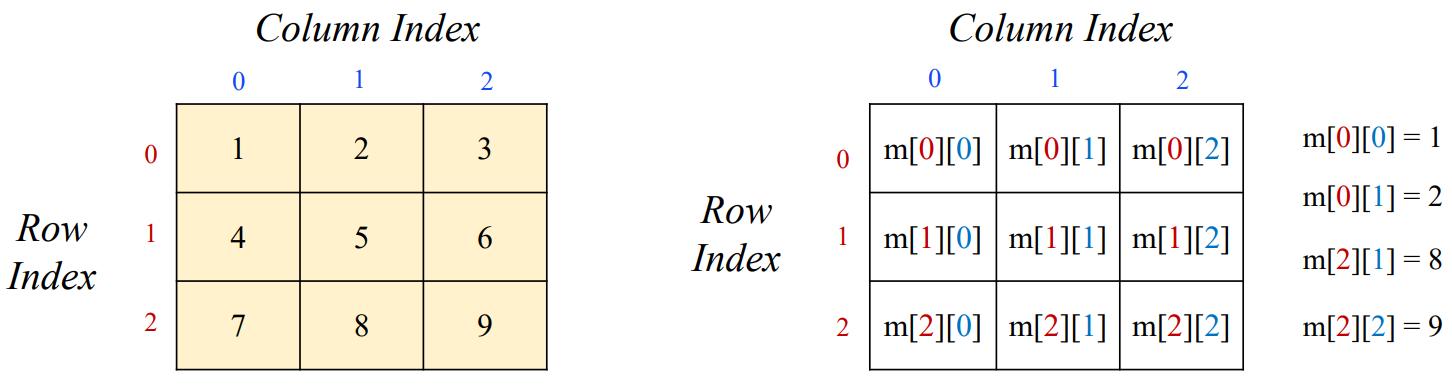 Column Index
0 1 2
0 1 2 3
Row Index
1 4 5 6
2 7 8 9
Column Index
0 1 2
0 m[0][0] m[0][1] m[0][2]
Row Index
1 m[1][0] m[1][1] m[1][2]
2 m[2][0] m[2][1] m[2][2]
m[0][0] = 1
m[0][1] = 2
m[2][1] = 8
m[2][2] = 9